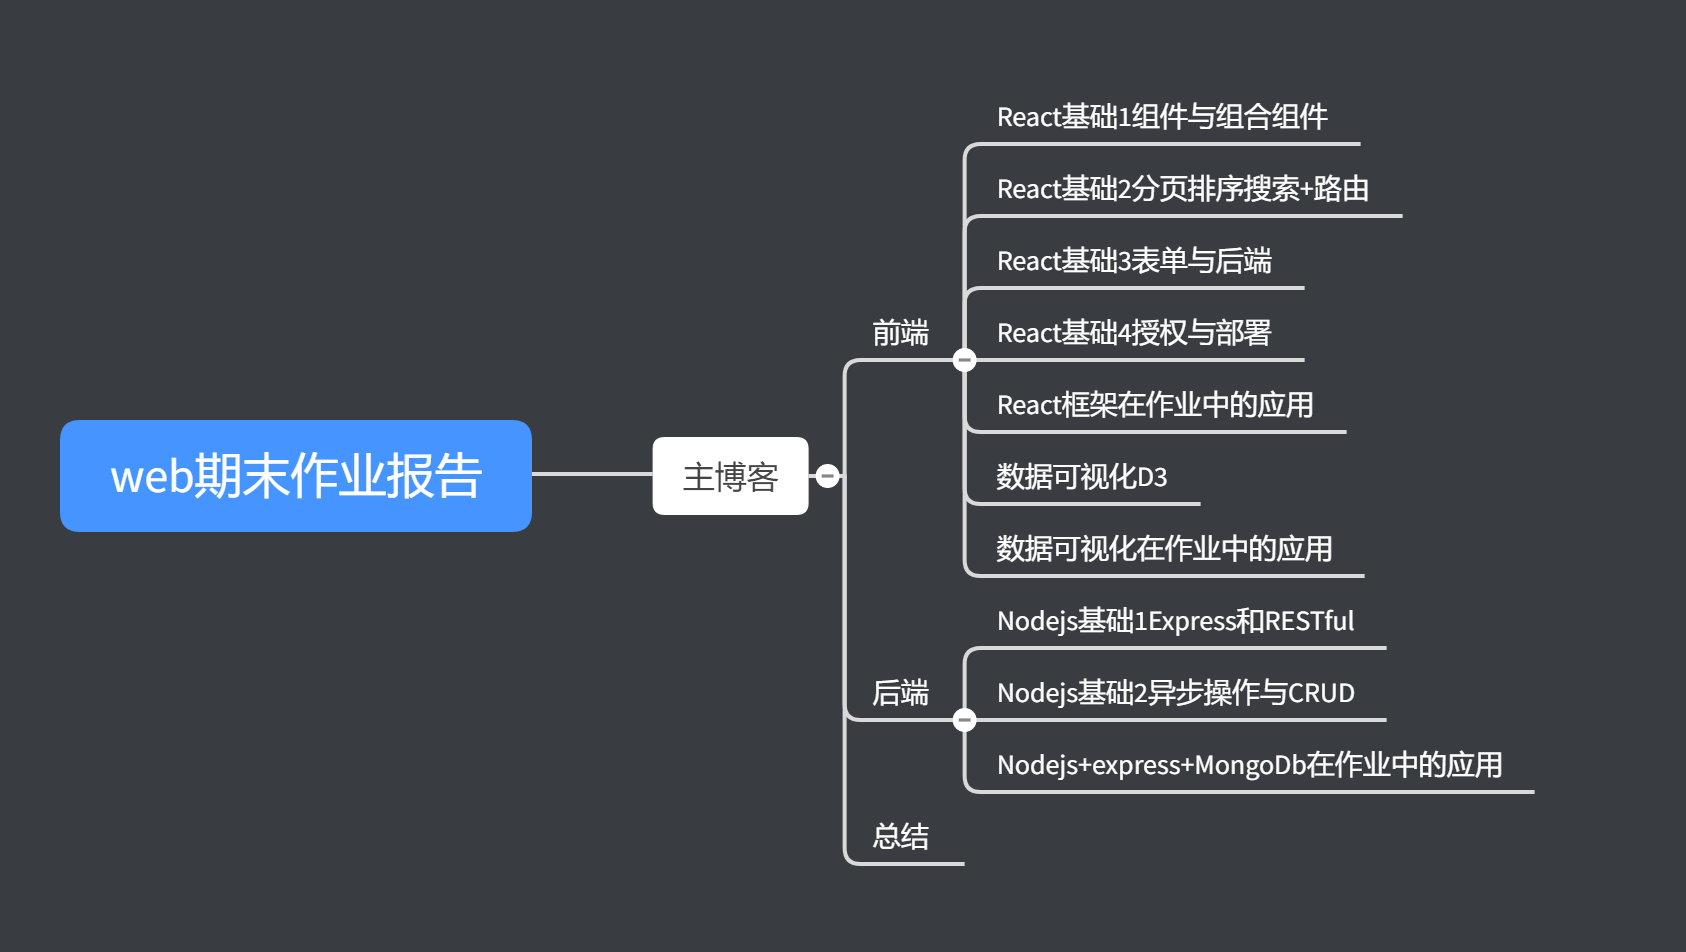 web期末作业报告
主博客
前端
React基础1组件与组合组件
React基础2分页排序搜索+路由
React基础3表单与后端
React基础4授权与部署
React框架在作业中的应用
数据可视化D3
数据可视化在作业中的应用
后端
Nodejs基础1Express和RESTful
Nodejs基础2异步操作与CRUD
Nodejs+express+MongoDb在作业中的应用
总结